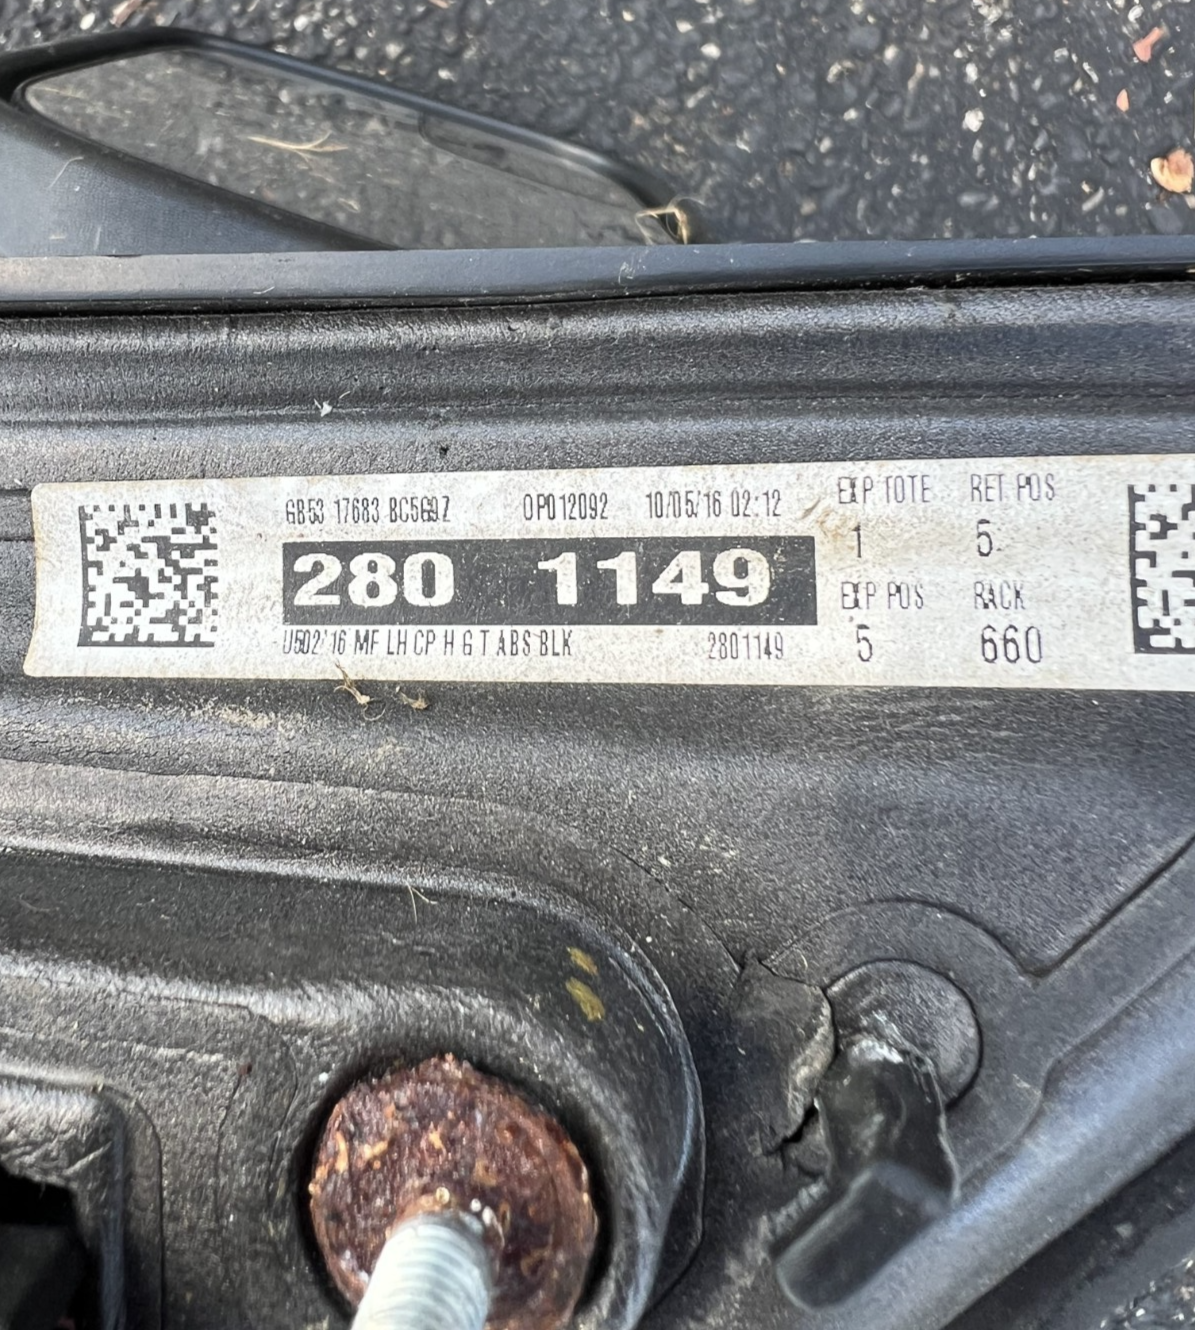 GB53 17683 BC5G9Z OP012092 10/05/16 02:12
280 1149
U502'16 MF LH CP H G T ABS BLK 2801149
EXP TOTE RET POS
1 5
EXP POS RACK
5 660